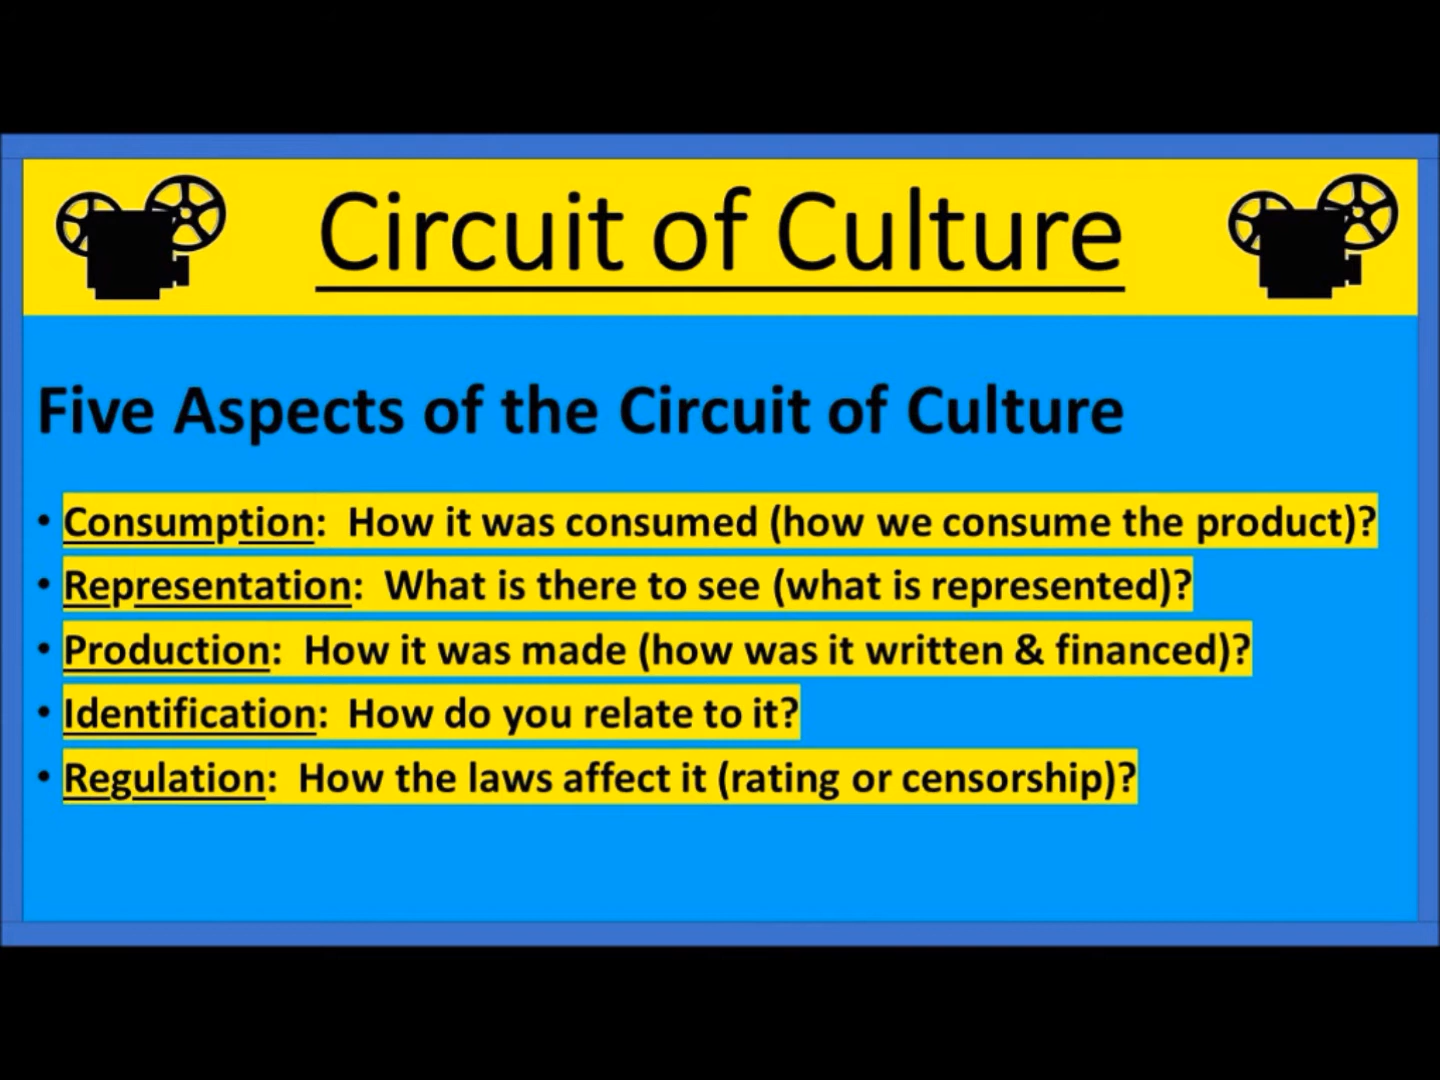 Circuit of Culture
Five Aspects of the Circuit of Culture
• Consumption: How it was consumed (how we consume the product)?
• Representation: What is there to see (what is represented)?
• Production: How it was made (how was it written & financed)?
• Identification: How do you relate to it?
• Regulation: How the laws affect it (rating or censorship)?